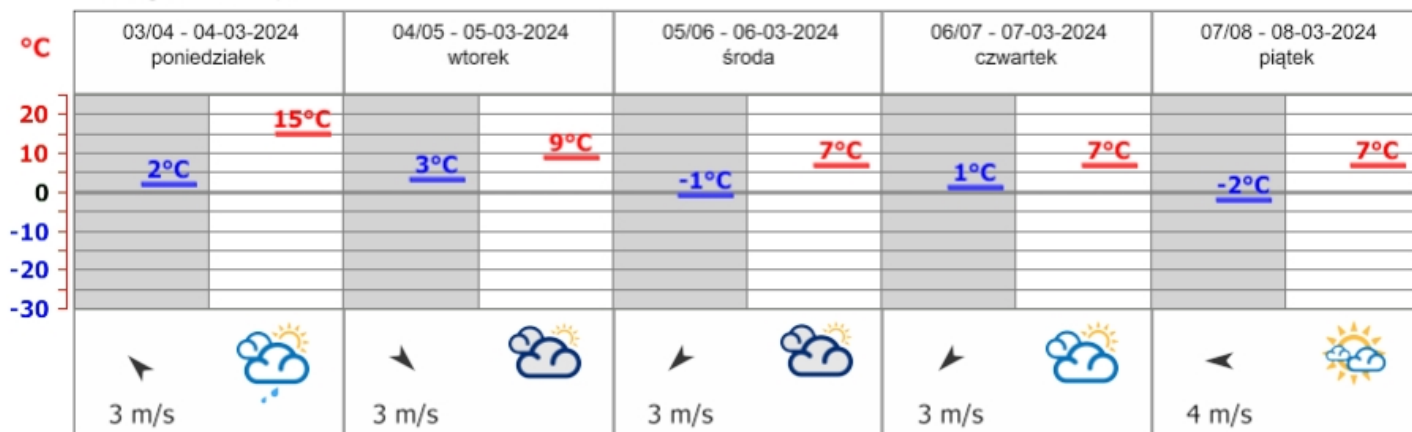 °C
03/04 - 04-03-2024
poniedziałek
04/05 - 05-03-2024
wtorek
05/06 - 06-03-2024
środa
06/07 - 07-03-2024
czwartek
07/08 - 08-03-2024
piątek
20
10
0
-10
-20
-30
2°C
15°C
3°C
9°C
-1°C
7°C
1°C
7°C
-2°C
7°C
3 m/s
3 m/s
3 m/s
3 m/s
4 m/s